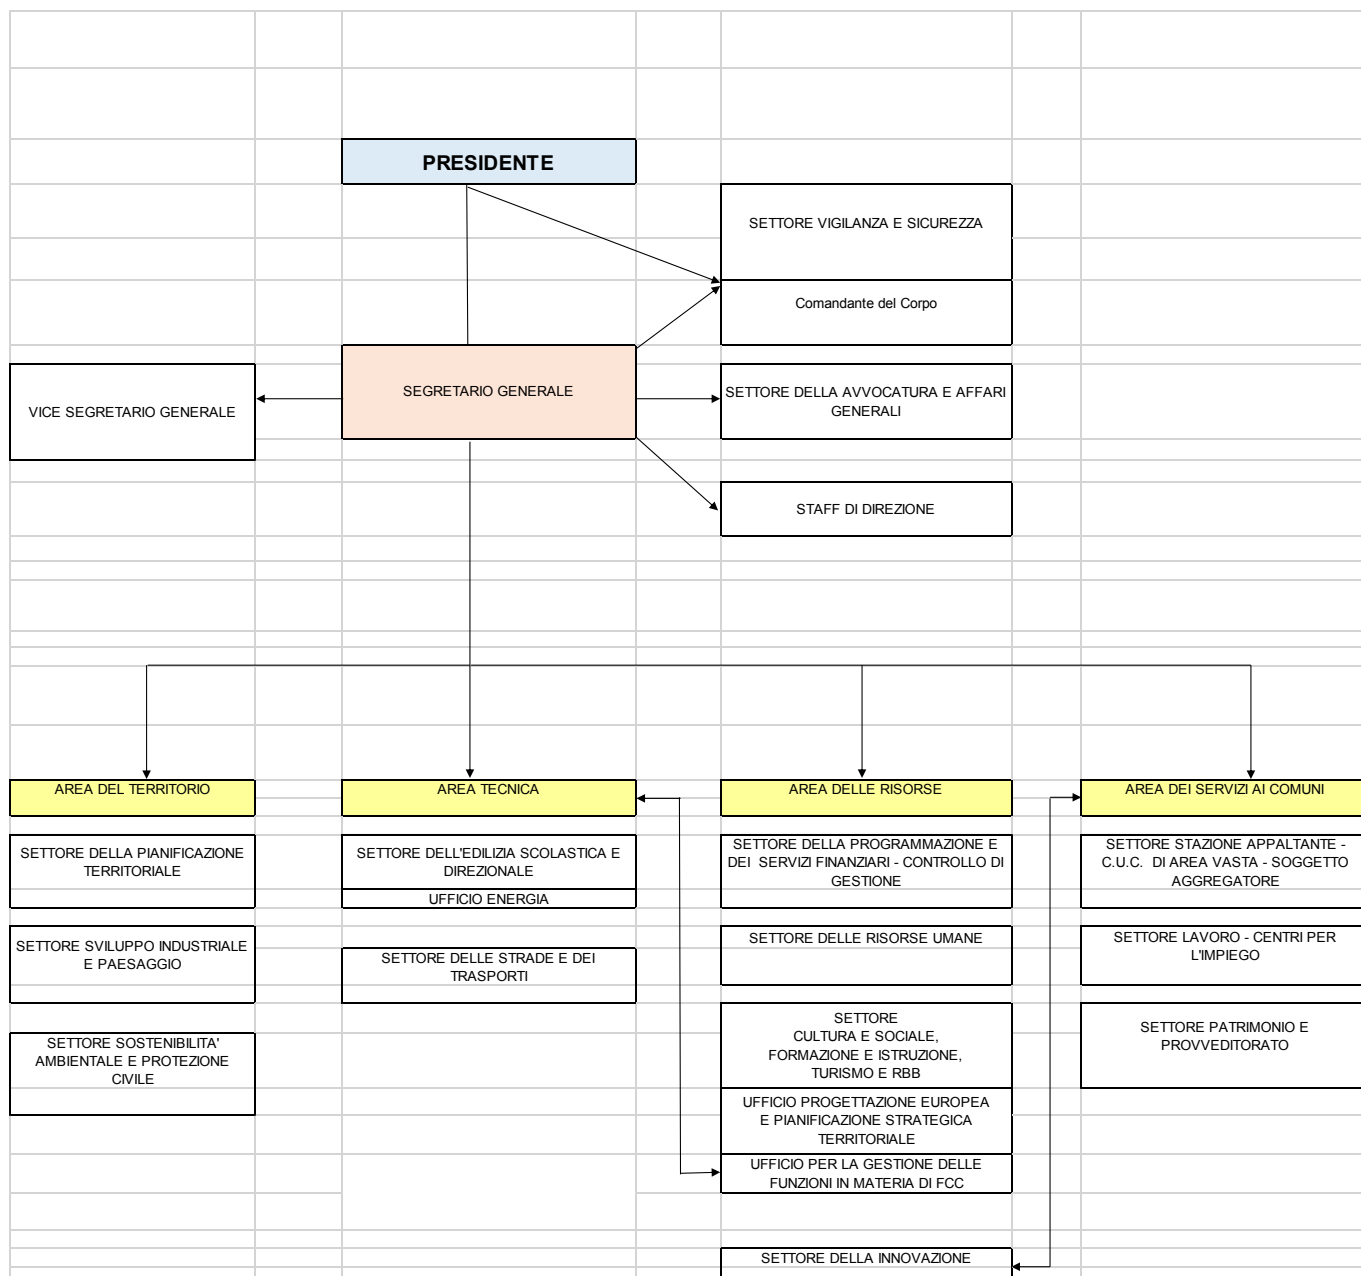 PRESIDENTE
SETTORE VIGILANZA E SICUREZZA
Comandante del Corpo
SEGRETARIO GENERALE
VICE SEGRETARIO GENERALE
SETTORE DELLA AVVOCATURA E AFFARI
GENERALI
STAFF DI DIREZIONE
AREA DEL TERRITORIO
SETTORE DELLA PIANIFICAZIONE
TERRITORIALE
SETTORE SVILUPPO INDUSTRIALE
E PAESAGGIO
SETTORE SOSTENIBILITA'
AMBIENTALE E PROTEZIONE
CIVILE
AREA TECNICA
SETTORE DELL'EDILIZIA SCOLASTICA E
DIREZIONALE
UFFICIO ENERGIA
SETTORE DELLE STRADE E DEI
TRASPORTI
AREA DELLE RISORSE
SETTORE DELLA PROGRAMMAZIONE E
DEI SERVIZI FINANZIARI - CONTROLLO DI
GESTIONE
SETTORE DELLE RISORSE UMANE
SETTORE
CULTURA E SOCIALE,
FORMAZIONE E ISTRUZIONE,
TURISMO E RBB
UFFICIO PROGETTAZIONE EUROPEA
E PIANIFICAZIONE STRATEGICA
TERRITORIALE
UFFICIO PER LA GESTIONE DELLE
FUNZIONI IN MATERIA DI FCC
SETTORE DELLA INNOVAZIONE
AREA DEI SERVIZI AI COMUNI
SETTORE STAZIONE APPALTANTE -
C.U.C. DI AREA VASTA - SOGGETTO
AGGREGATORE
SETTORE LAVORO - CENTRI PER
L'IMPIEGO
SETTORE PATRIMONIO E
PROVVEDITORATO